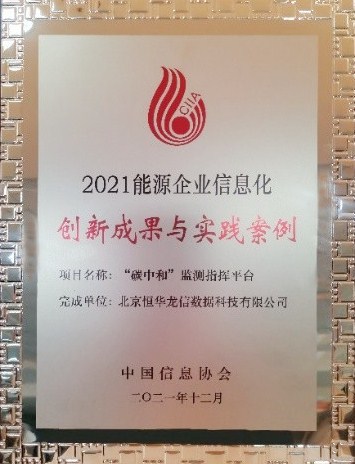 CIIA
2021能源企业信息化
创新成果与实践案例
项目名称：“碳中和”监测指挥平台
完成单位：北京恒华龙信数据科技有限公司
中国信息协会
二〇二一年十二月